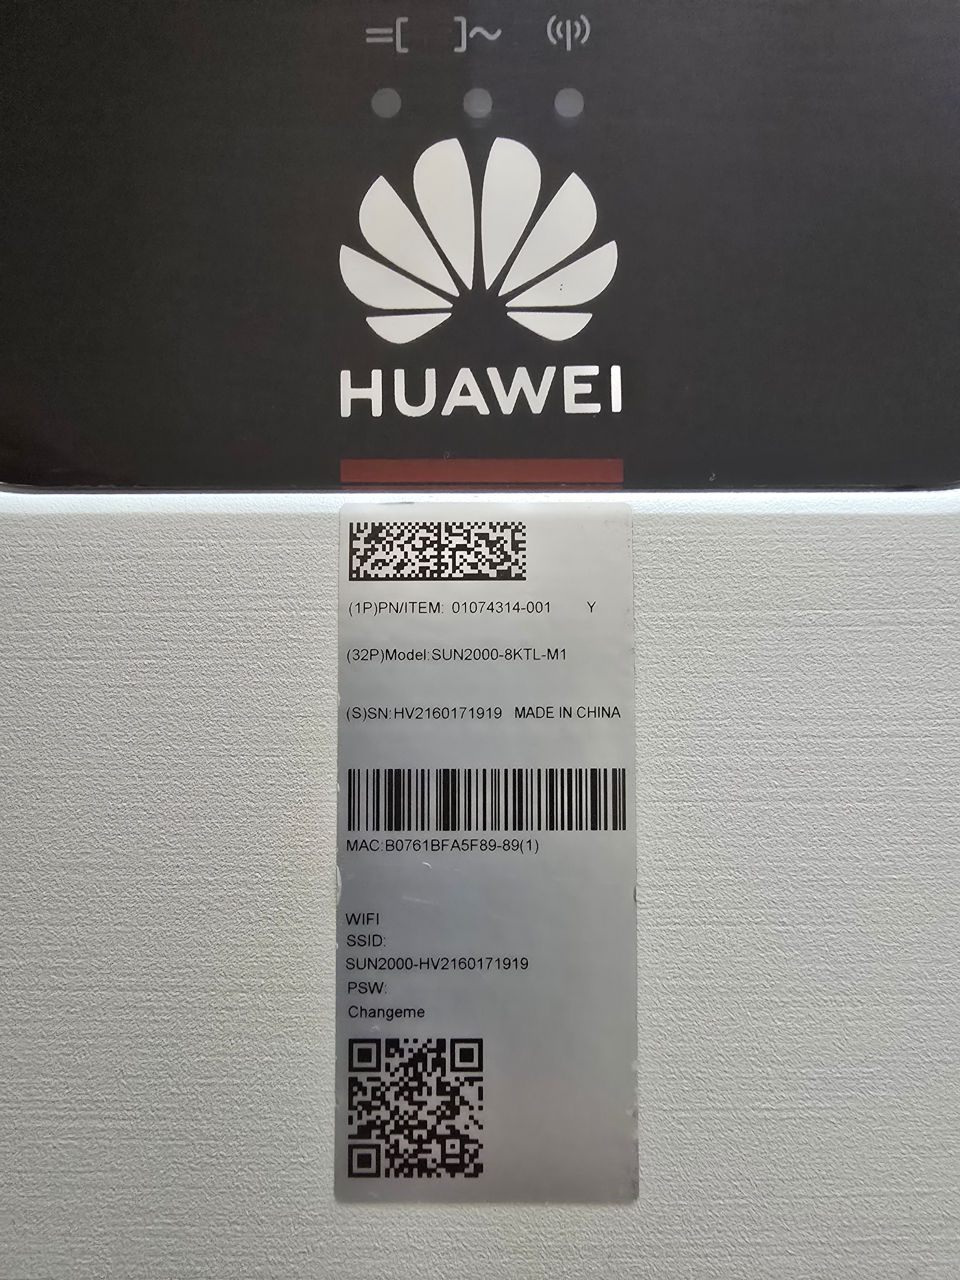 HUAWEI
(1P)PN/ITEM: 01074314-001 Y
(32P)Model:SUN2000-8KTL-M1
(S)SN:HV2160171919 MADE IN CHINA
MAC:B0761BFA5F89-89(1)
WIFI
SSID:
SUN2000-HV2160171919
PSW:
Changeme